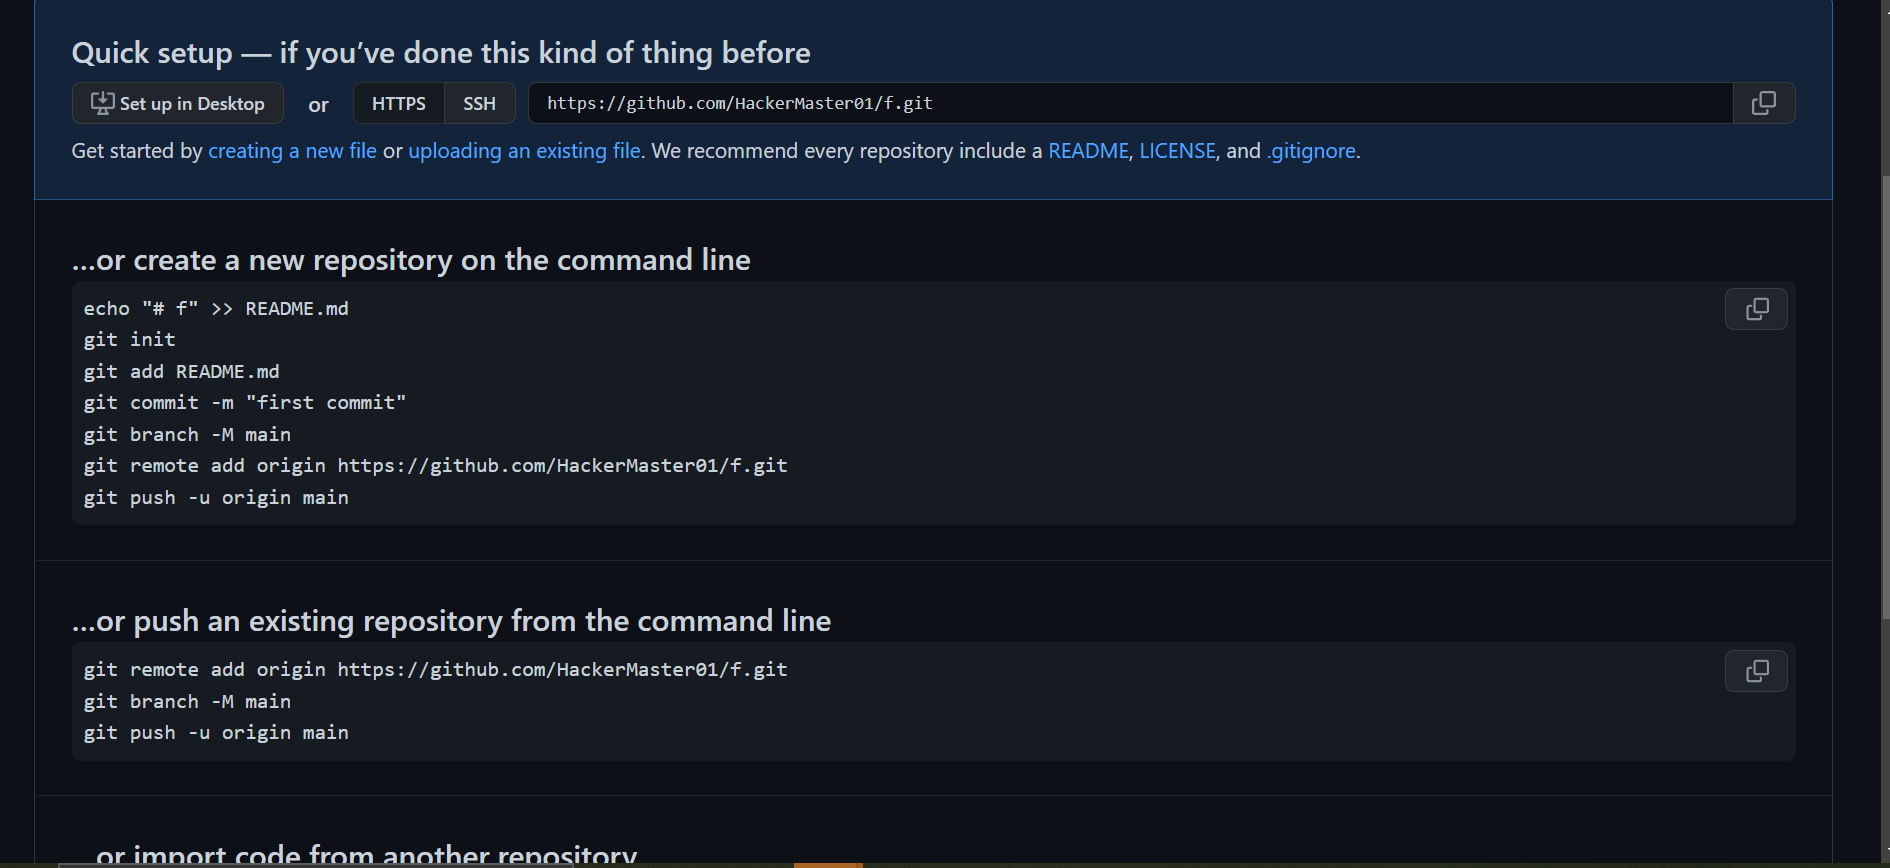 Quick setup — if you’ve done this kind of thing before
Set up in Desktop or HTTPS SSH https://github.com/HackerMaster01/f.git
Get started by creating a new file or uploading an existing file. We recommend every repository include a README, LICENSE, and .gitignore.
…or create a new repository on the command line
echo "# f" >> README.md
git init
git add README.md
git commit -m "first commit"
git branch -M main
git remote add origin https://github.com/HackerMaster01/f.git
git push -u origin main
…or push an existing repository from the command line
git remote add origin https://github.com/HackerMaster01/f.git
git branch -M main
git push -u origin main
…or import code from another repository